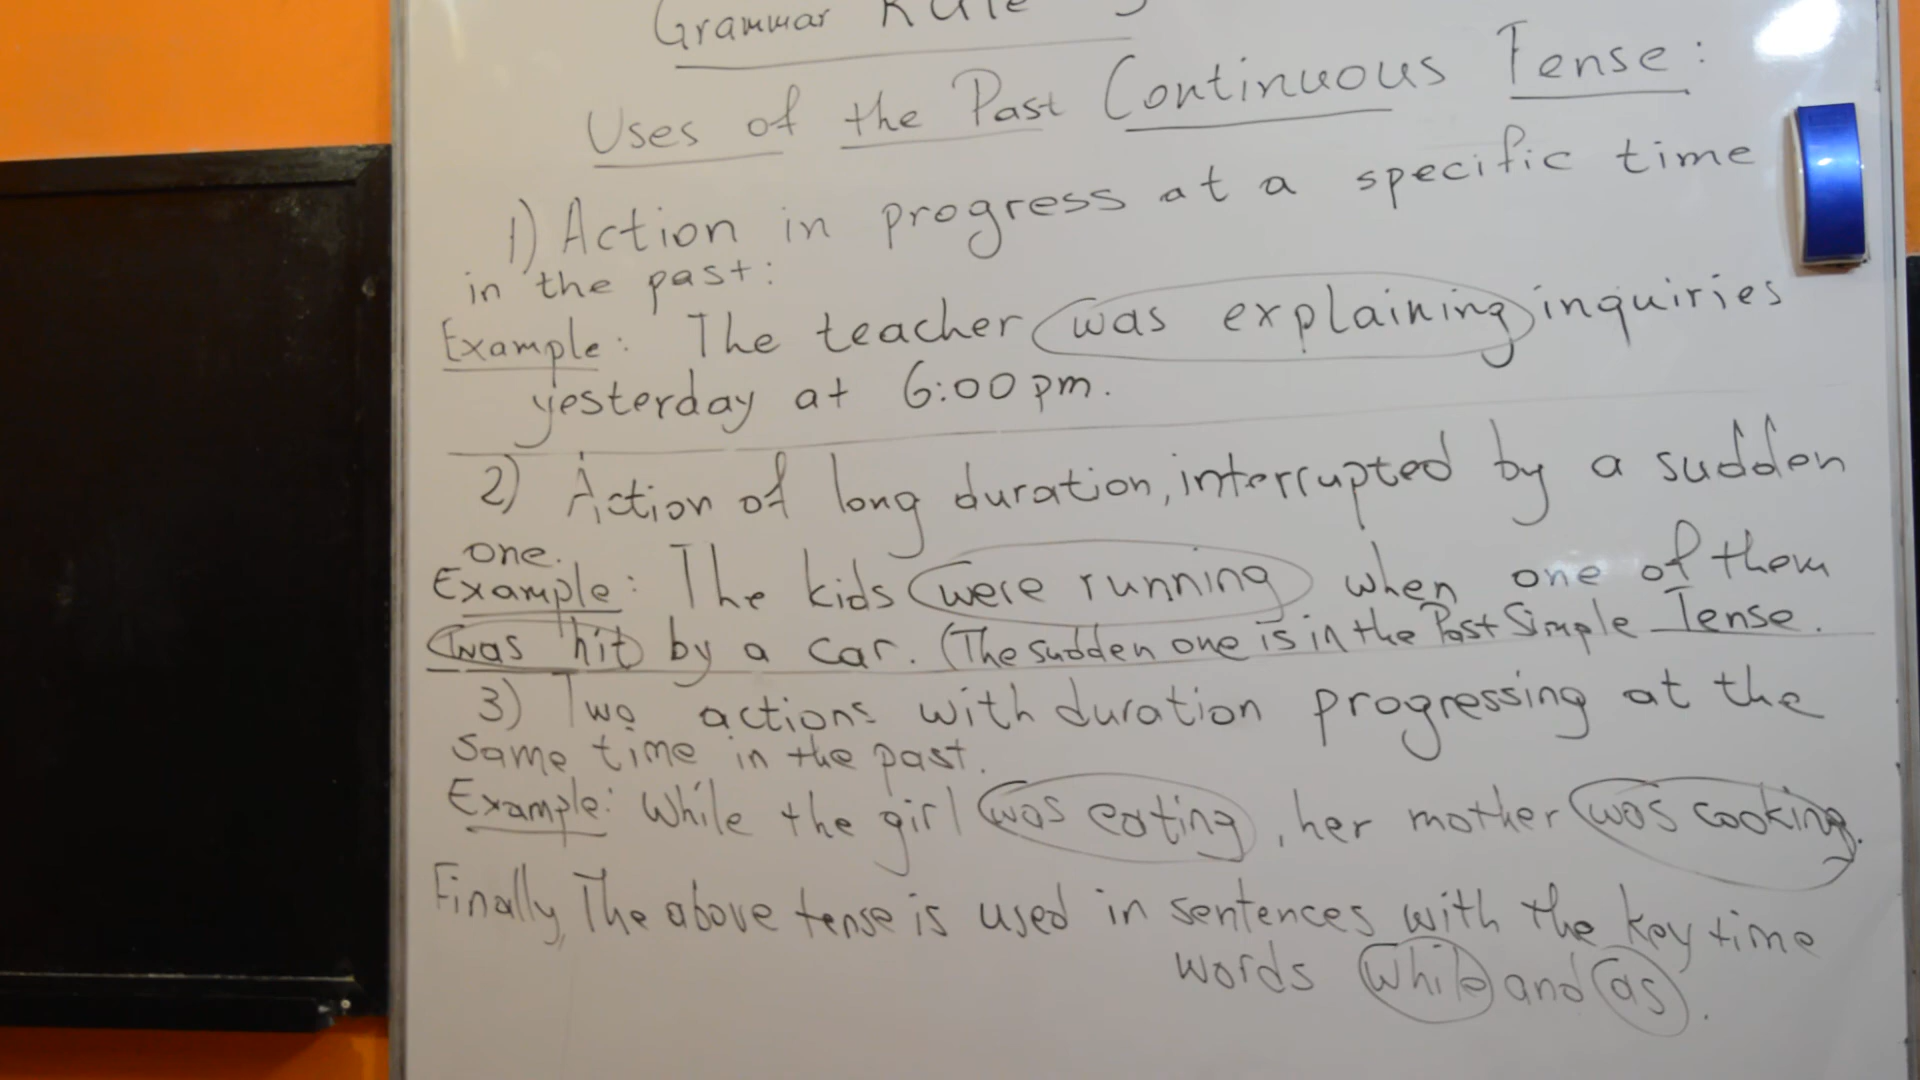 Grammar Rule
Uses of the Past Continuous Tense:
1) Action in progress at a specific time
in the past:
Example: The teacher was explaining inquiries
yesterday at 6:00 pm.
2) Action of long duration, interrupted by a sudden
one.
Example: The kids were running when one of them
was hit by a car. (The sudden one is in the Past Simple Tense.
3) Two actions with duration progressing at the
same time in the past.
Example: While the girl was eating, her mother was cooking.
Finally, The above tense is used in sentences with the key time
words while and as.